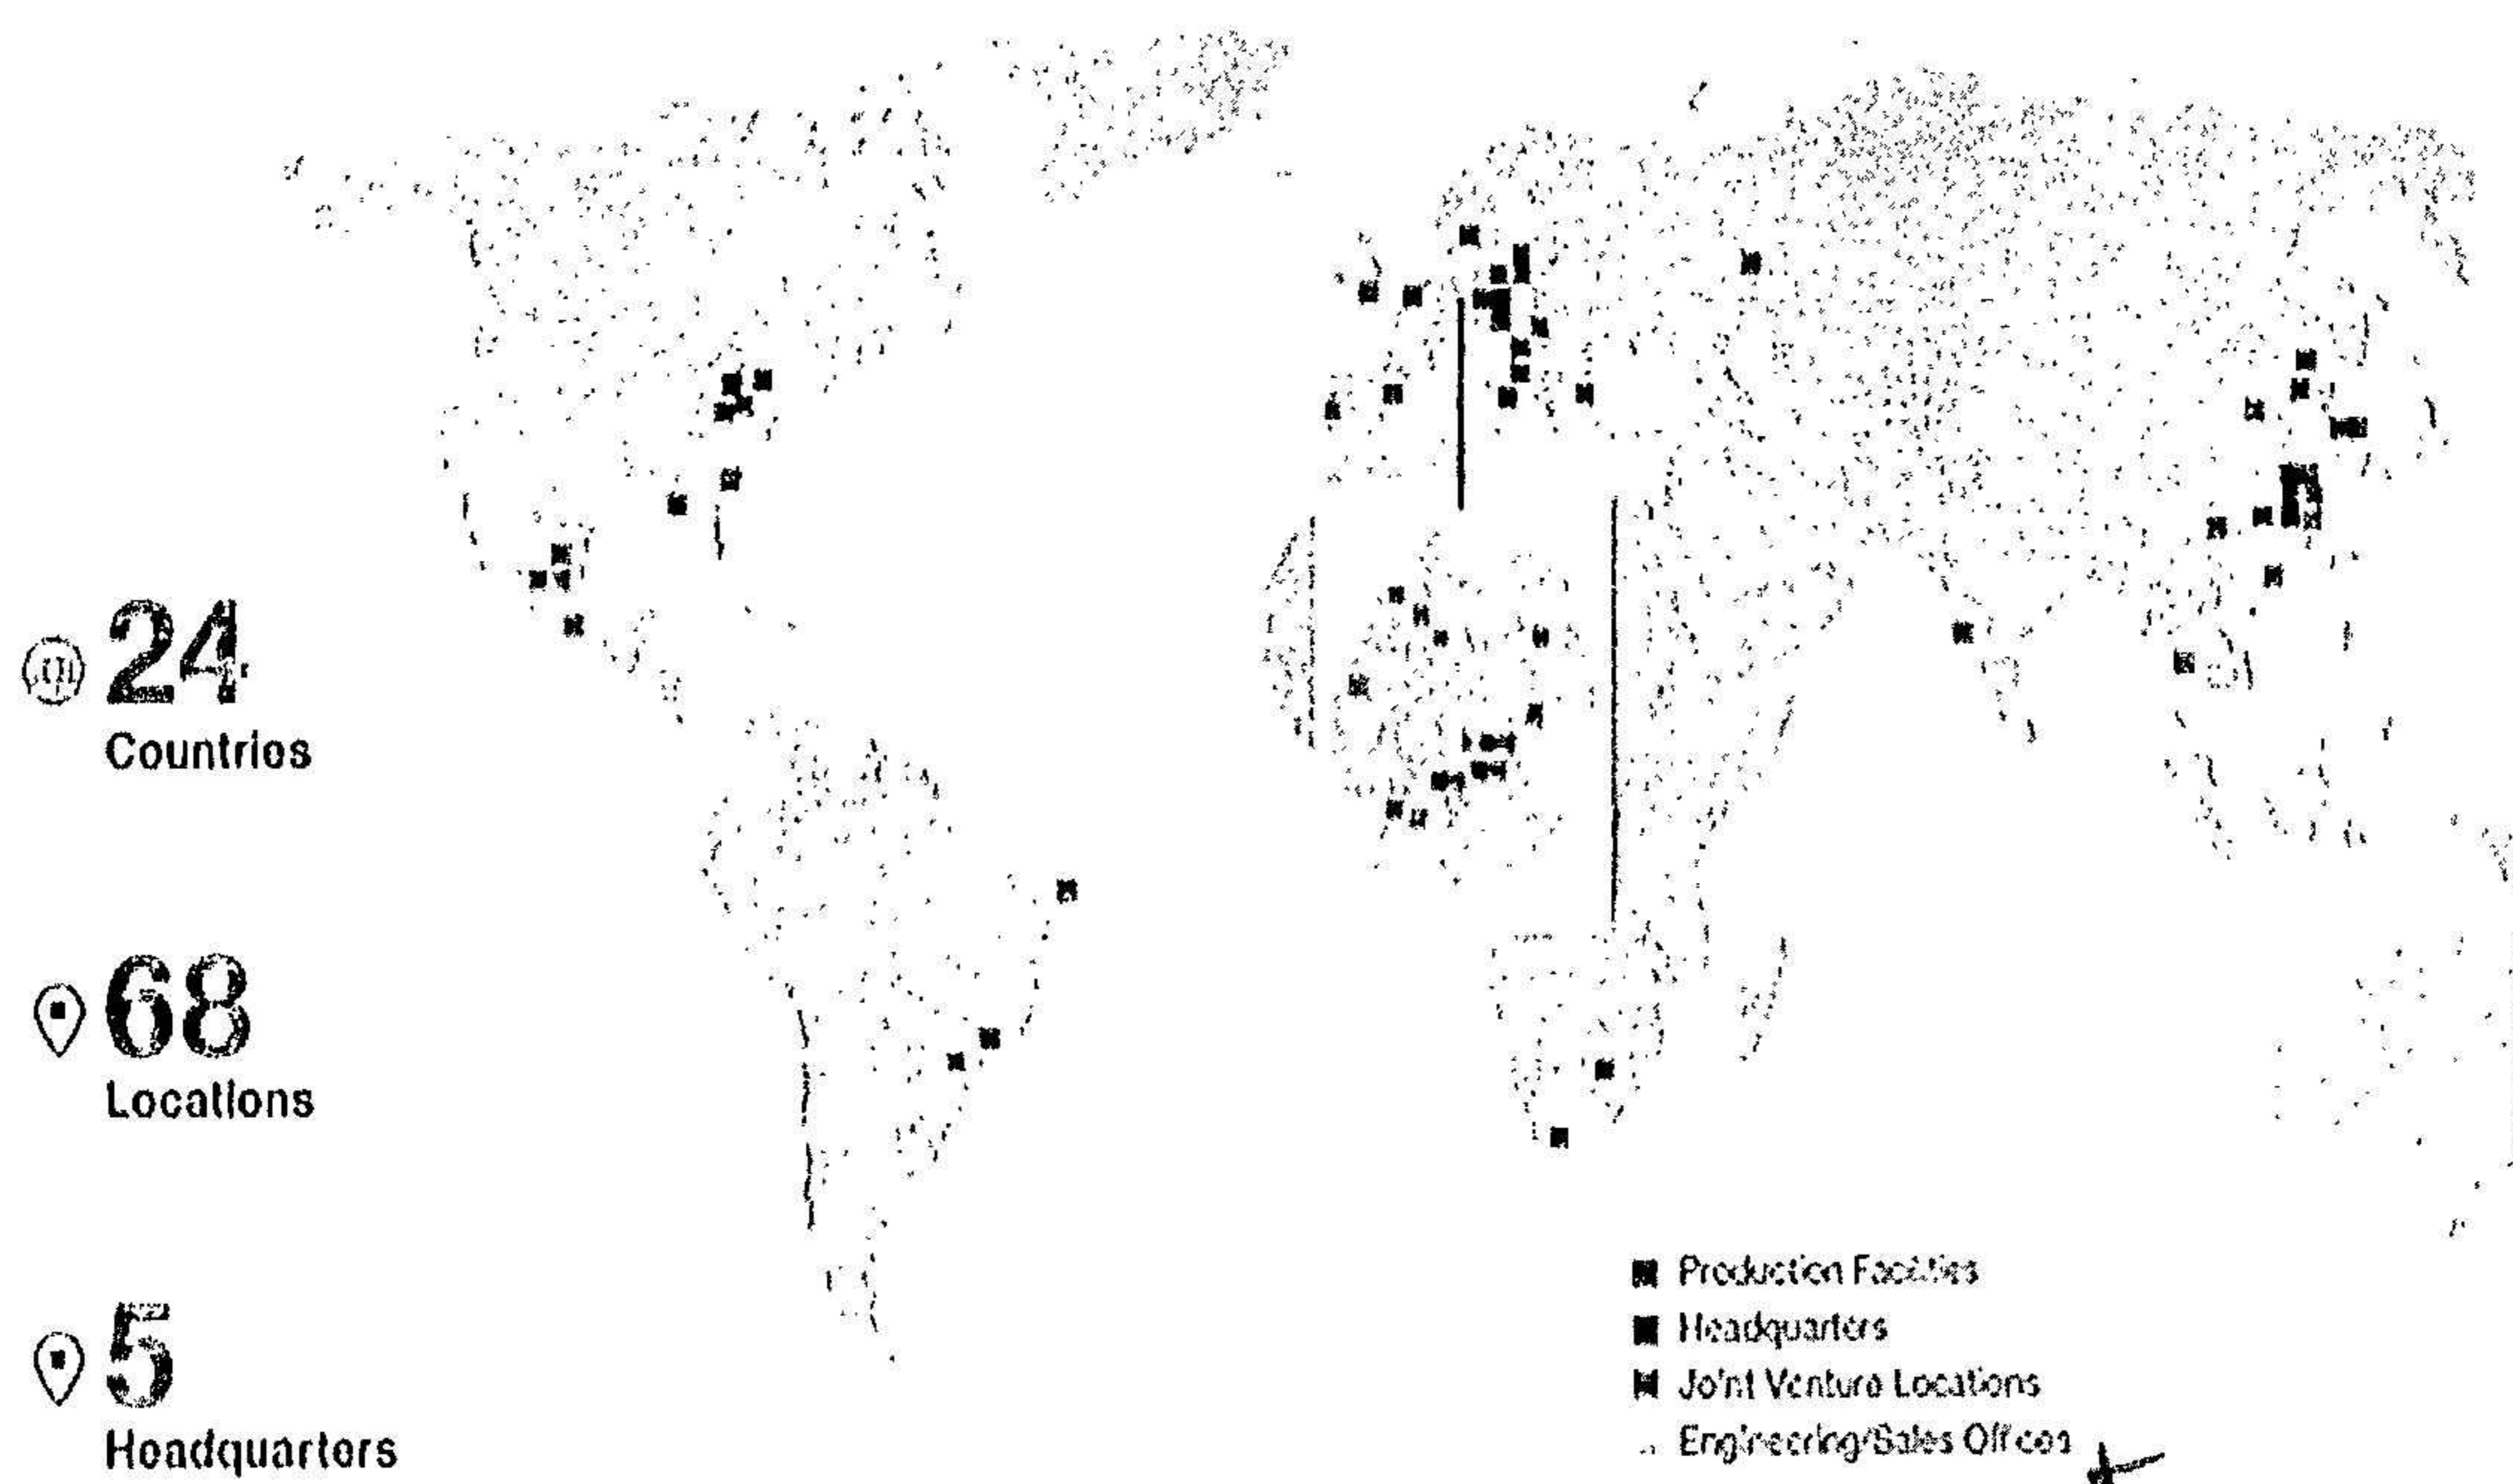 24
Countries
68
Locations
5
Headquarters
Production Facilities
Headquarters
Joint Venture Locations
Engineering/Sales Offices